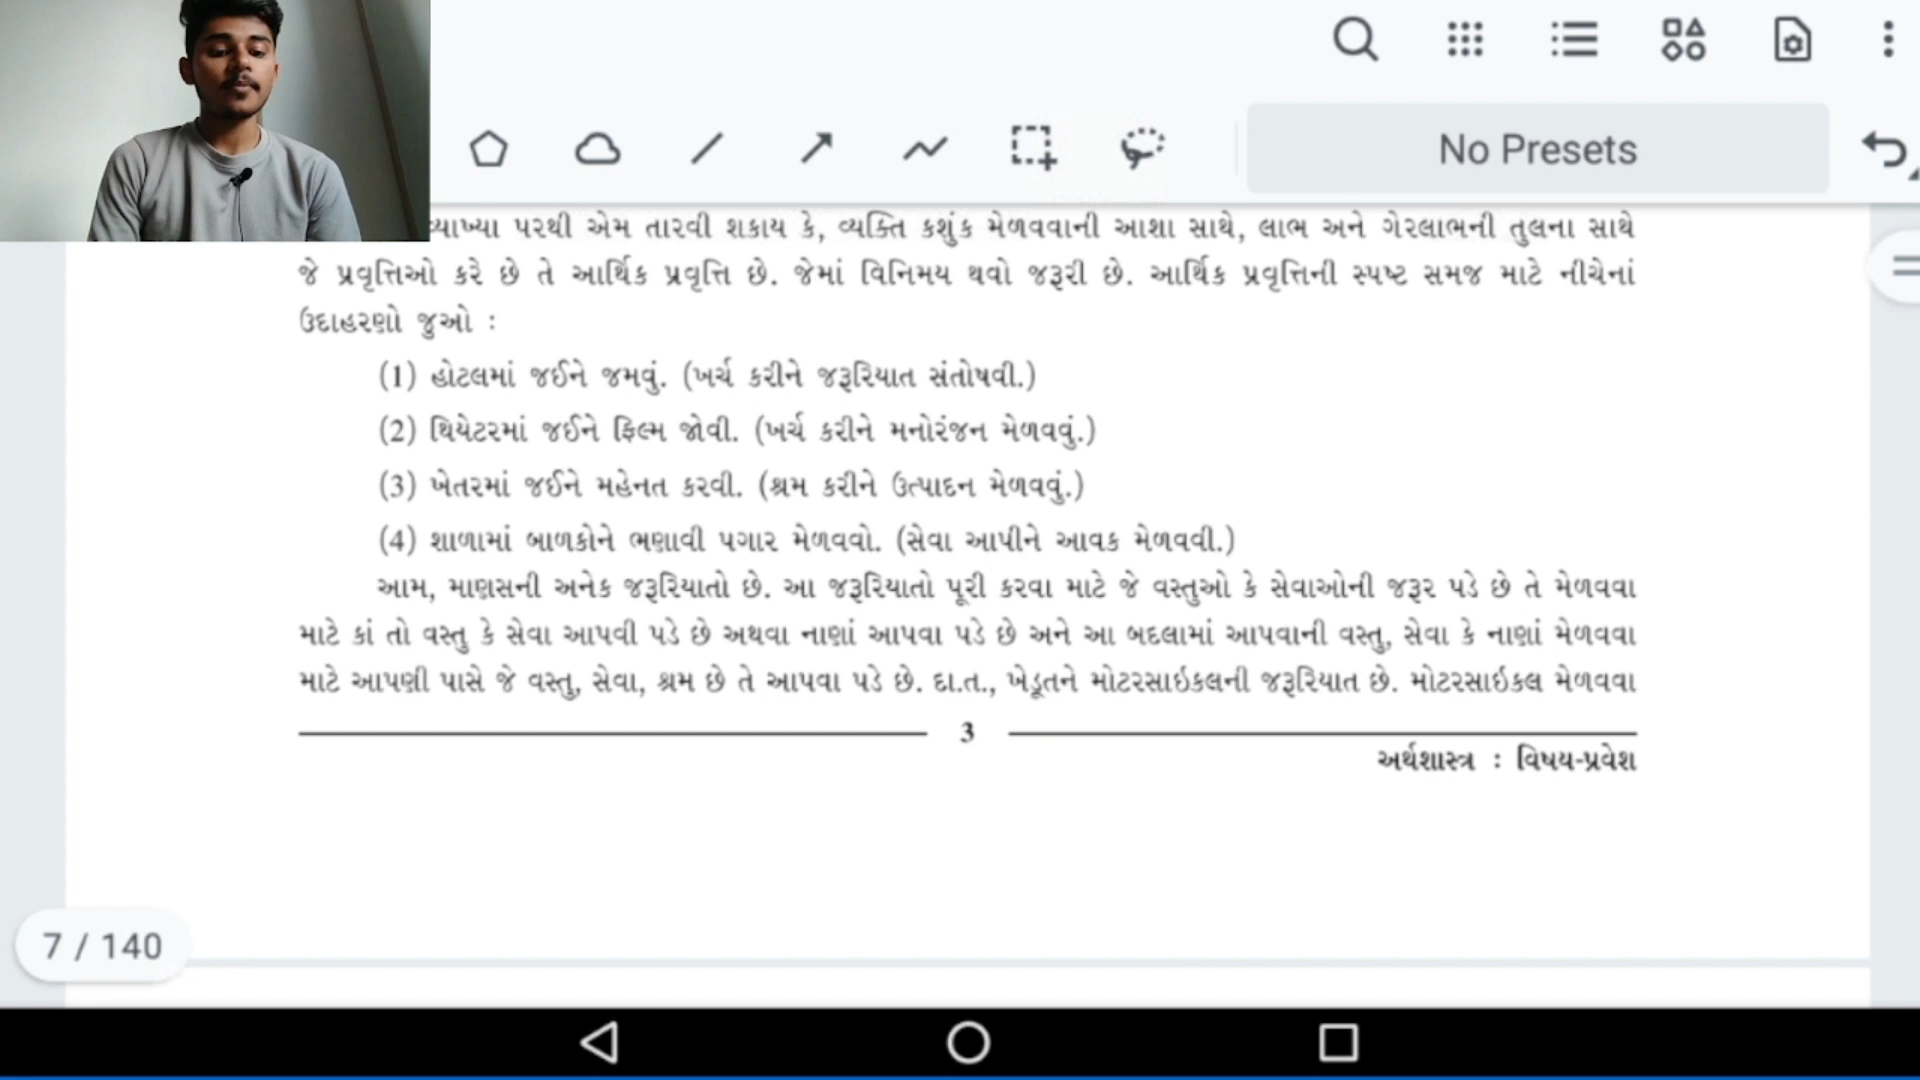 No Presets
વ્યાખ્યા પરથી એમ તારવી શકાય કે, વ્યક્તિ કશુંક મેળવવાની આશા સાથે, લાભ અને ગેરલાભની તુલના સાથે
જે પ્રવૃત્તિઓ કરે છે તે આર્થિક પ્રવૃત્તિ છે. જેમાં વિનિમય થવો જરૂરી છે. આર્થિક પ્રવૃત્તિની સ્પષ્ટ સમજ માટે નીચેનાં
ઉદાહરણો જુઓ :
(1) હોટલમાં જઈને જમવું. (ખર્ચ કરીને જરૂરિયાત સંતોષવી.)
(2) થિયેટરમાં જઈને ફિલ્મ જોવી. (ખર્ચ કરીને મનોરંજન મેળવવું.)
(3) ખેતરમાં જઈને મહેનત કરવી. (શ્રમ કરીને ઉત્પાદન મેળવવું.)
(4) શાળામાં બાળકોને ભણાવી પગાર મેળવવો. (સેવા આપીને આવક મેળવવી.)
આમ, માણસની અનેક જરૂરિયાતો છે. આ જરૂરિયાતો પૂરી કરવા માટે જે વસ્તુઓ કે સેવાઓની જરૂર પડે છે તે મેળવવા
માટે કાં તો વસ્તુ કે સેવા આપવી પડે છે અથવા નાણાં આપવા પડે છે અને આ બદલામાં આપવાની વસ્તુ, સેવા કે નાણાં મેળવવા
માટે આપણી પાસે જે વસ્તુ, સેવા, શ્રમ છે તે આપવા પડે છે. દા.ત., ખેડૂતને મોટરસાઇકલની જરૂરિયાત છે. મોટરસાઇકલ મેળવવા
3
અર્થશાસ્ત્ર : વિષય-પ્રવેશ
7 / 140